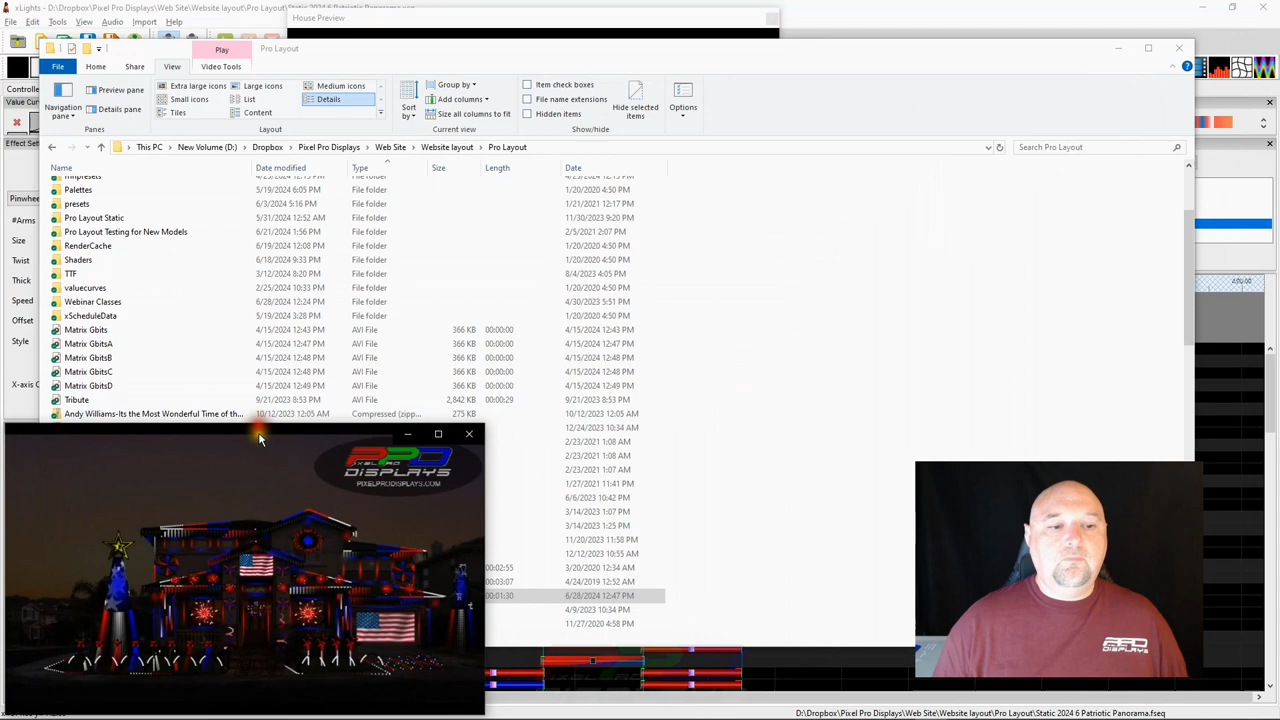 xLights - D:\Dropbox\Pixel Pro Displays\Web Site\Website layout\Pro Layout\Static 2024 6 Patriotic Panorama
House Preview
File Edit View Tools Audio Import Help
Play
Pro Layout
File Home Share View Video Tools
Navigation pane
Preview pane
Details pane
Panes
Extra large icons
Large icons
Medium icons
Small icons
List
Details
Tiles
Content
Layout
Sort by
Group by
Add columns
Size all columns to fit
Current view
Item check boxes
File name extensions
Hidden items
Hide selected items
Show/hide
Options
This PC > New Volume (D:) > Dropbox > Pixel Pro Displays > Web Site > Website layout > Pro Layout
Search Pro Layout
Name Date modified Type Size Length Date
Palettes 5/19/2024 6:05 PM File folder 1/20/2020 4:50 PM
presets 6/3/2024 5:16 PM File folder 1/21/2021 12:17 PM
Pro Layout Static 5/31/2024 12:52 AM File folder 11/30/2023 9:20 PM
Pro Layout Testing for New Models 6/21/2024 1:56 PM File folder 2/5/2021 2:07 PM
RenderCache 6/19/2024 12:08 PM File folder 1/20/2020 4:50 PM
Shaders 6/18/2024 9:33 PM File folder 1/20/2020 4:50 PM
TTF 3/12/2024 8:20 PM File folder 8/4/2023 4:05 PM
valuecurves 2/25/2024 10:33 PM File folder 1/20/2020 4:50 PM
Webinar Classes 6/28/2024 12:24 PM File folder 4/30/2023 5:51 PM
xScheduleData 5/19/2024 3:28 PM File folder 1/20/2020 4:50 PM
Matrix Gbits 4/15/2024 12:43 PM AVI File 366 KB 00:00:00 4/15/2024 12:43 PM
Matrix GbitsA 4/15/2024 12:47 PM AVI File 366 KB 00:00:00 4/15/2024 12:47 PM
Matrix GbitsB 4/15/2024 12:48 PM AVI File 366 KB 00:00:00 4/15/2024 12:48 PM
Matrix GbitsC 4/15/2024 12:48 PM AVI File 366 KB 00:00:00 4/15/2024 12:48 PM
Matrix GbitsD 4/15/2024 12:49 PM AVI File 366 KB 00:00:00 4/15/2024 12:49 PM
Tribute 9/21/2023 8:53 PM AVI File 2,842 KB 00:00:29 9/21/2023 8:53 PM
Andy Williams-Its the Most Wonderful Time of th... 10/12/2023 12:05 AM Compressed (zipp... 275 KB 10/12/2023 12:05 AM
12/24/2023 10:34 AM
2/23/2021 1:08 AM
2/23/2021 1:08 AM
2/23/2021 1:07 AM
1/27/2021 11:41 PM
6/6/2023 10:42 PM
3/14/2023 1:07 PM
3/14/2023 1:25 PM
11/20/2023 1:58 PM
12/12/2023 10:55 AM
00:02:55 1/20/2020 12:34 AM
00:03:07 4/24/2019 12:52 AM
00:01:30 6/28/2024 12:47 PM
4/9/2023 10:34 PM
11/27/2020 4:58 PM
Controlle
Value Cur
Effect Set
Pinwhee
#Arms
Size
Twist
Thick
Speed
Offset
Style
X-axis
PPD
PIXEL PRO
DISPLAYS
PIXELPRODISPLAYS.COM
PPD
DISPLAYS
D:\Dropbox\Pixel Pro Displays\Web Site\Website layout\Pro Layout\Static 2024 6 Patriotic Panorama.fseq